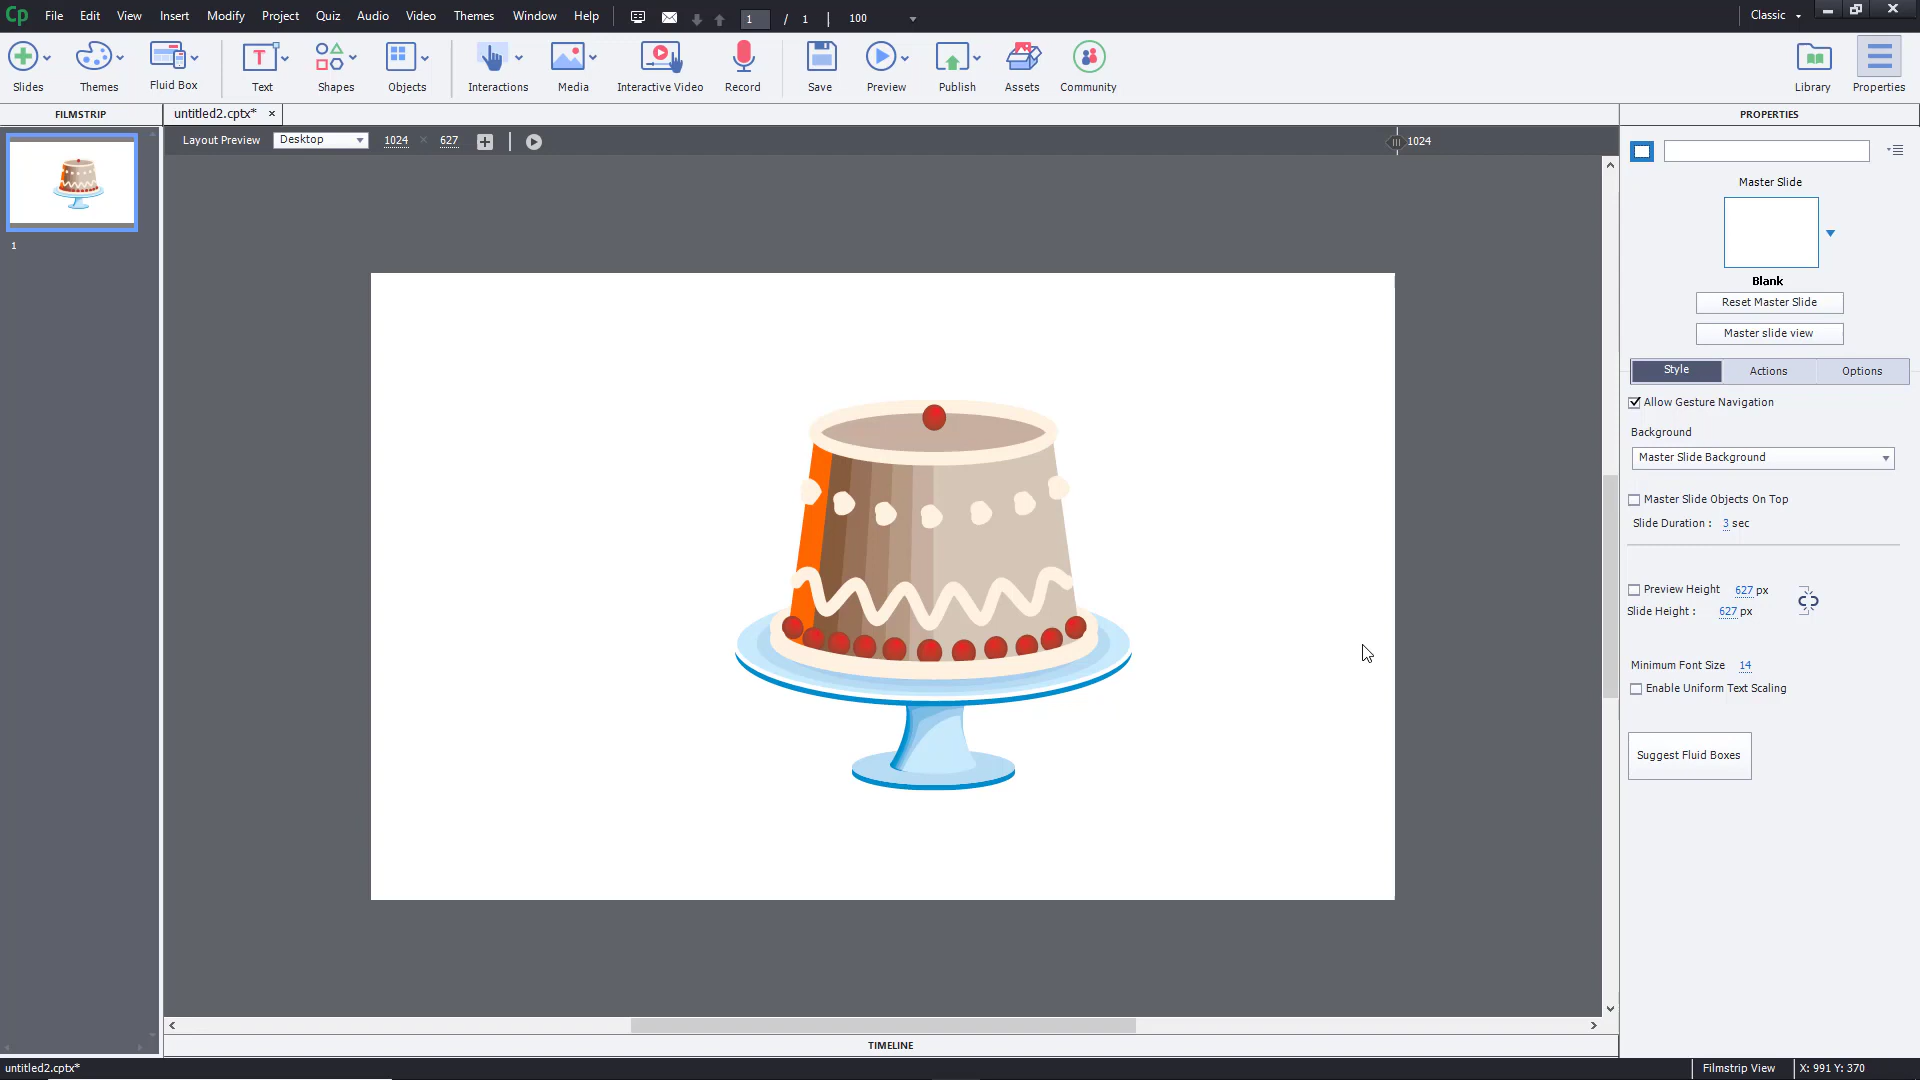 Cp File Edit View Insert Modify Project Quiz Audio Video Themes Window Help 1 / 1 | 100 Classic
Slides Themes Fluid Box Text Shapes Objects Interactions Media Interactive Video Record Save Preview Publish Assets Community Library Properties
FILMSTRIP untitled2.cptx* × PROPERTIES
Layout Preview Desktop 1024 × 627 1024
1
Master Slide
Blank
Reset Master Slide
Master slide view
Style Actions Options
Allow Gesture Navigation
Background
Master Slide Background
Master Slide Objects On Top
Slide Duration : 3 sec
Preview Height 627 px
Slide Height : 627 px
Minimum Font Size 14
Enable Uniform Text Scaling
Suggest Fluid Boxes
TIMELINE
untitled2.cptx* Filmstrip View X: 991 Y: 370